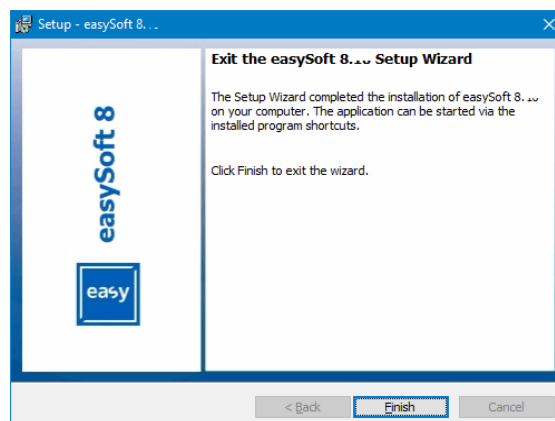 Setup - easySoft 8. . .
Exit the easySoft 8. Setup Wizard
The Setup Wizard completed the installation of easySoft 8.
on your computer. The application can be started via the
installed program shortcuts.
Click Finish to exit the wizard.
easySoft 8
easy
< Back
Finish
Cancel